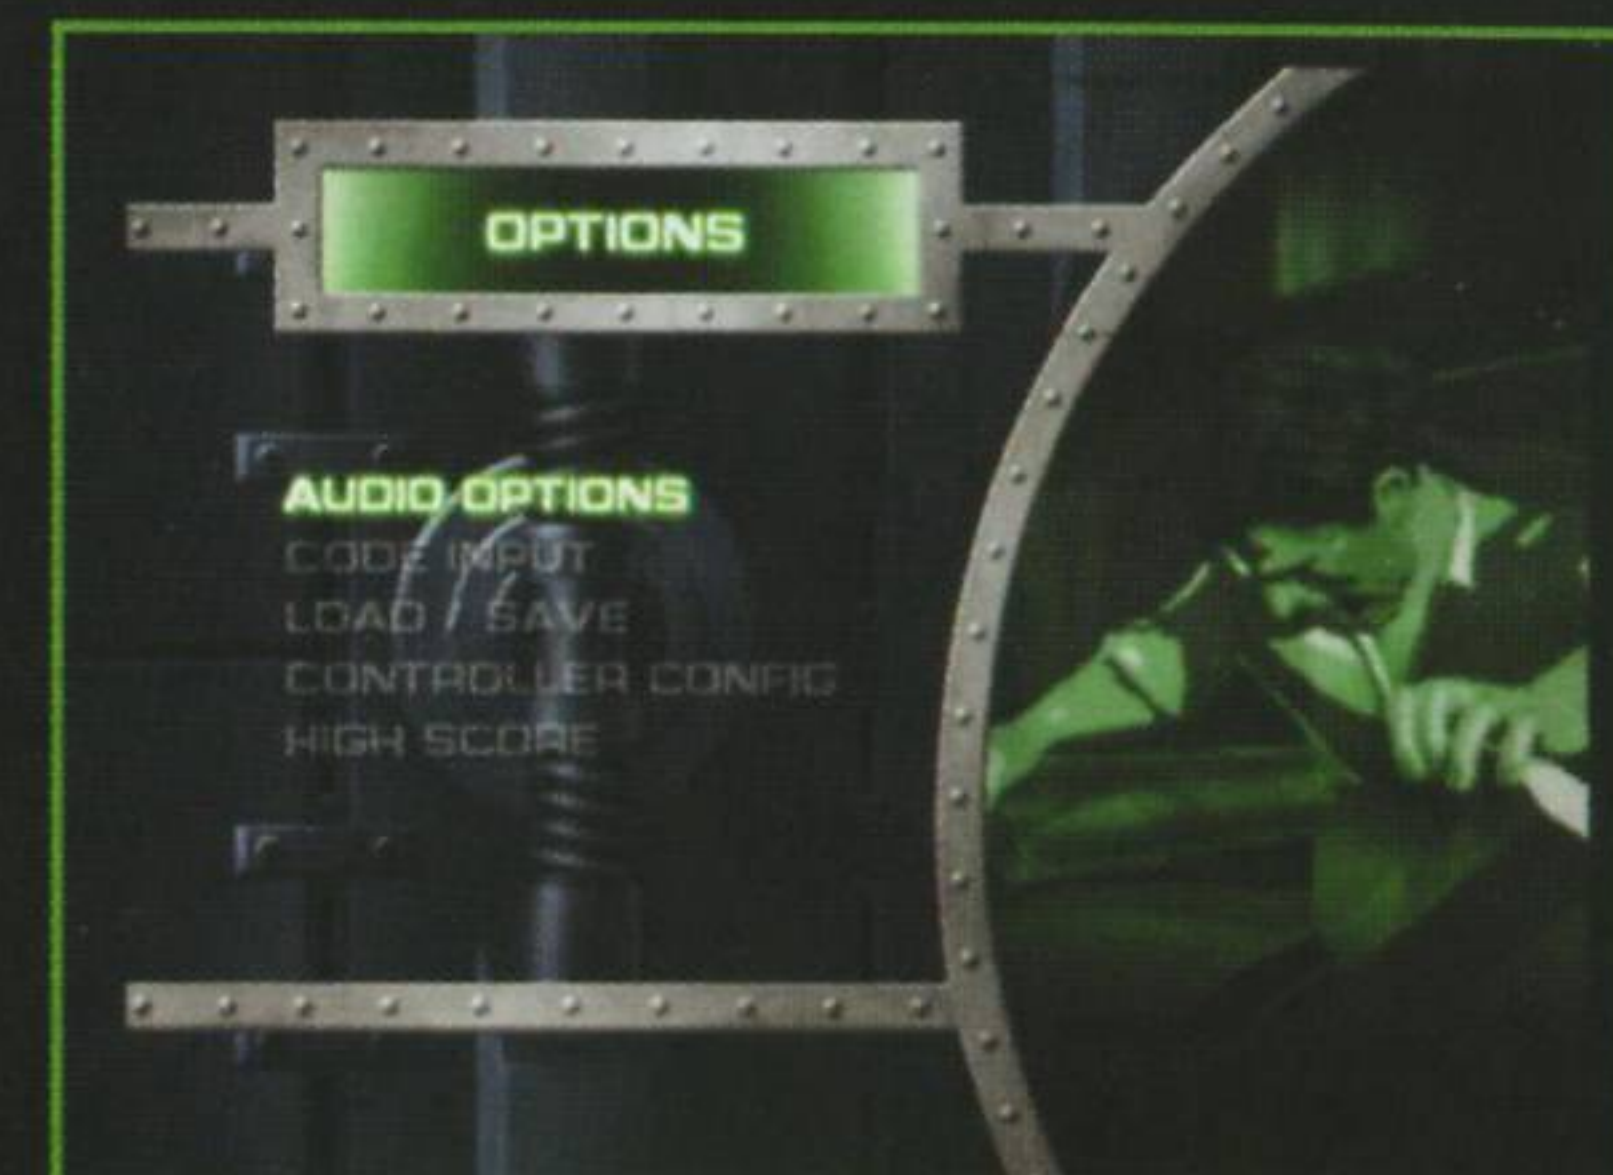 OPTIONS
AUDIO OPTIONS
CODE INPUT
LOAD / SAVE
CONTROLLER CONFIG
HIGH SCORE